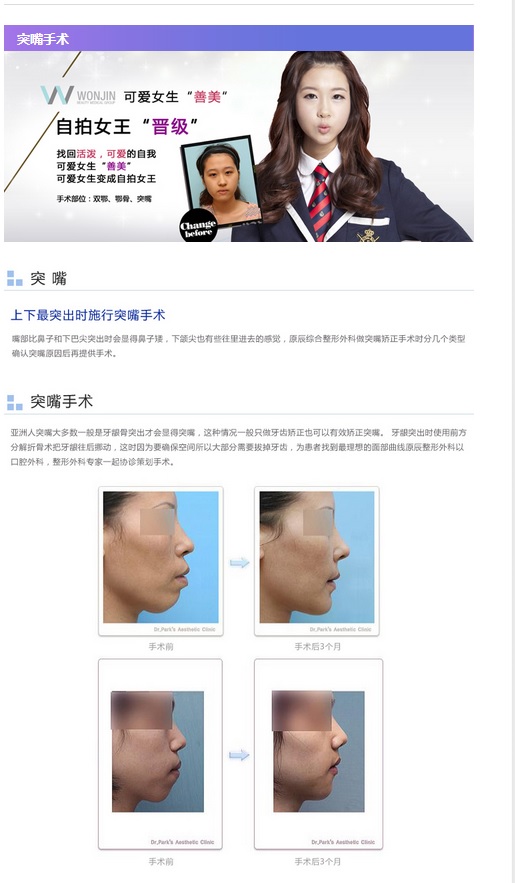 突嘴手术
WONJIN
BEAUTY MEDICAL GROUP
可爱女生“善美”
自拍女王“晋级”
找回活泼，可爱的自我
可爱女生“善美”
可爱女生变成自拍女王
手术部位：双鄂、鄂骨、突嘴
Change
before
突 嘴
上下最突出时施行突嘴手术
嘴部比鼻子和下巴尖突出时会显得鼻子矮，下颌尖也有些往里进去的感觉，原辰综合整形外科做突嘴矫正手术时分几个类型
确认突嘴原因后再提供手术。
突嘴手术
亚洲人突嘴大多数一般是牙龈骨突出才会显得突嘴，这种情况一般只做牙齿矫正也可以有效矫正突嘴。 牙龈突出时使用前方
分解折骨术把牙龈往后挪动，这时因为要确保空间所以大部分需要拔掉牙齿，为患者找到最理想的面部曲线原辰整形外科以
口腔外科，整形外科专家一起协诊策划手术。
Dr,Park's Aesthetic Clinic
Dr,Park's Aesthetic Clinic
手术前
手术后3个月
Dr,Park's Aesthetic Clinic
Dr,Park's Aesthetic Clinic
手术前
手术后3个月